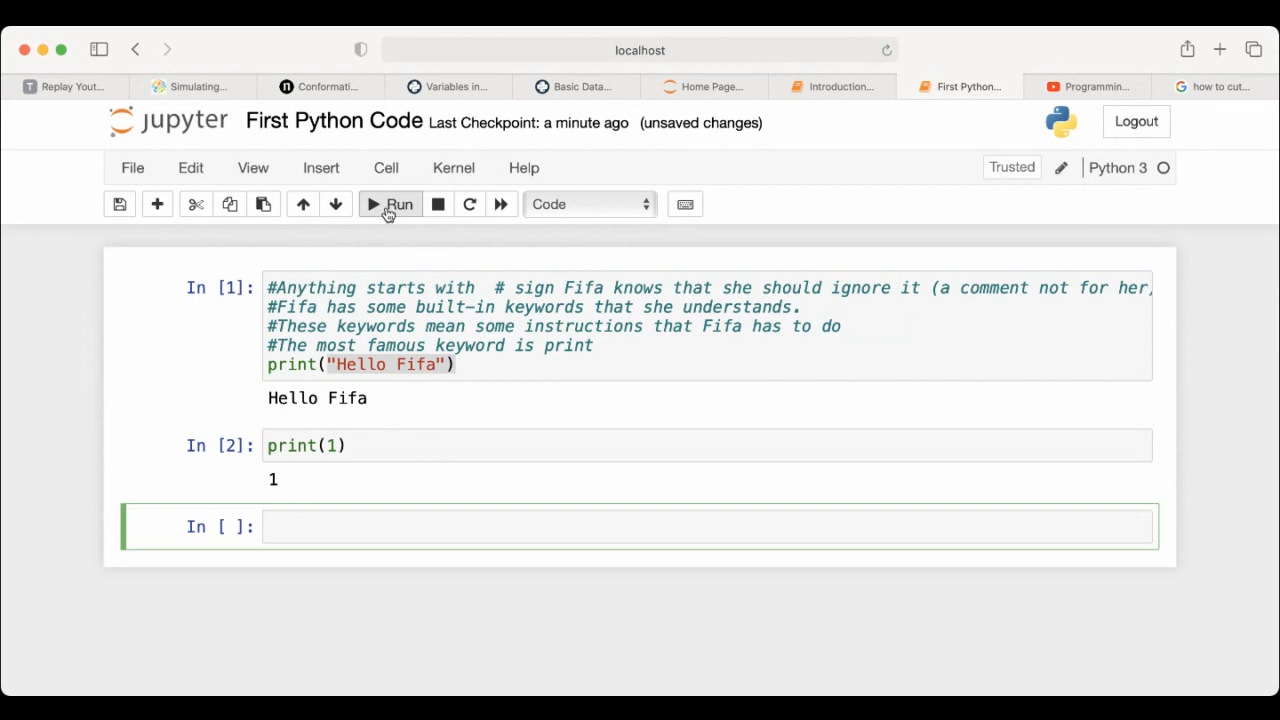 localhost
Replay Yout...
Simulating...
Conformati...
Variables in...
Basic Data...
Home Page...
Introduction...
First Python...
Programmin...
how to cut...
jupyter First Python Code Last Checkpoint: a minute ago (unsaved changes)
Logout
File Edit View Insert Cell Kernel Help
Trusted
Python 3
Run
Code
In [1]: #Anything starts with  # sign Fifa knows that she should ignore it (a comment not for her,
#Fifa has some built-in keywords that she understands.
#These keywords mean some instructions that Fifa has to do
#The most famous keyword is print
print("Hello Fifa")
Hello Fifa
In [2]: print(1)
1
In [ ]: